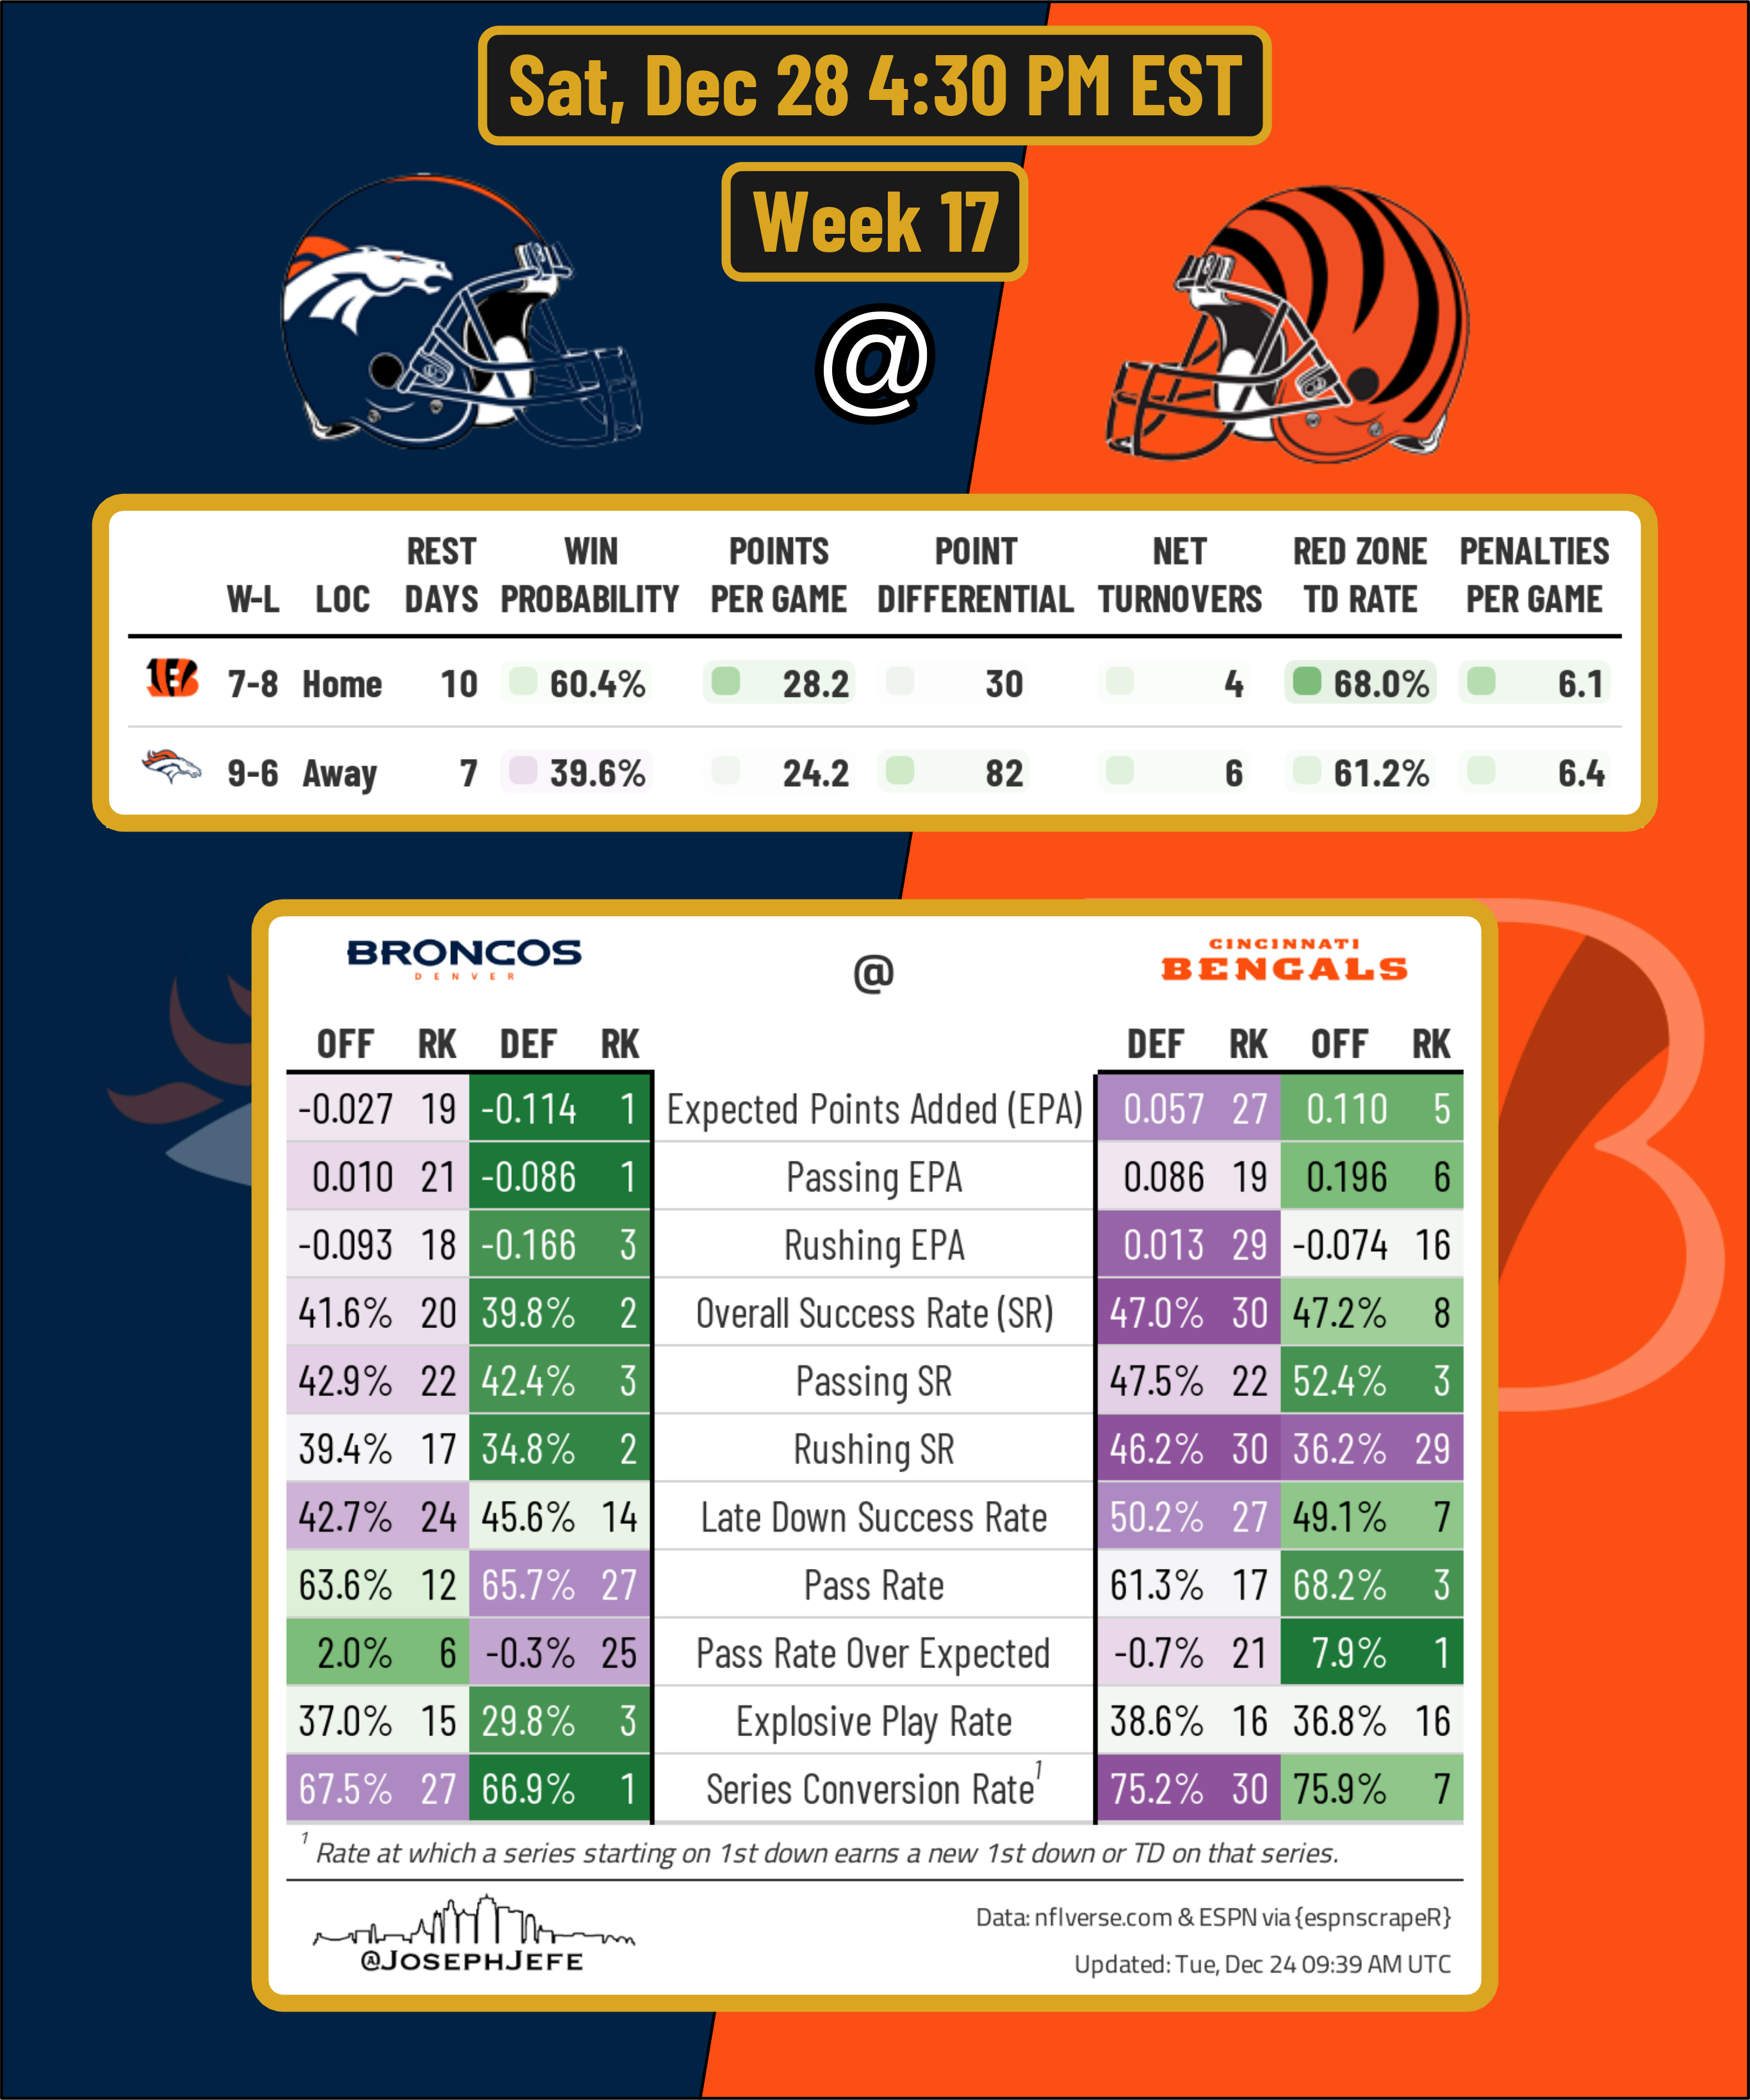 Sat, Dec 28 4:30 PM EST
Week 17
@
W-L LOC REST DAYS WIN PROBABILITY POINTS PER GAME POINT DIFFERENTIAL NET TURNOVERS RED ZONE TD RATE PENALTIES PER GAME
7-8 Home 10 60.4% 28.2 30 4 68.0% 6.1
9-6 Away 7 39.6% 24.2 82 6 61.2% 6.4
BRONCOS
DENVER
@
CINCINNATI
BENGALS
OFF RK DEF RK DEF RK OFF RK
-0.027 19 -0.114 1 Expected Points Added (EPA) 0.057 27 0.110 5
0.010 21 -0.086 1 Passing EPA 0.086 19 0.196 6
-0.093 18 -0.166 3 Rushing EPA 0.013 29 -0.074 16
41.6% 20 39.8% 2 Overall Success Rate (SR) 47.0% 30 47.2% 8
42.9% 22 42.4% 3 Passing SR 47.5% 22 52.4% 3
39.4% 17 34.8% 2 Rushing SR 46.2% 30 36.2% 29
42.7% 24 45.6% 14 Late Down Success Rate 50.2% 27 49.1% 7
63.6% 12 65.7% 27 Pass Rate 61.3% 17 68.2% 3
2.0% 6 -0.3% 25 Pass Rate Over Expected -0.7% 21 7.9% 1
37.0% 15 29.8% 3 Explosive Play Rate 38.6% 16 36.8% 16
67.5% 27 66.9% 1 Series Conversion Rate¹ 75.2% 30 75.9% 7
¹ Rate at which a series starting on 1st down earns a new 1st down or TD on that series.
@JOSEPHJEFE
Data: nflverse.com & ESPN via {espnscrapeR}
Updated: Tue, Dec 24 09:39 AM UTC